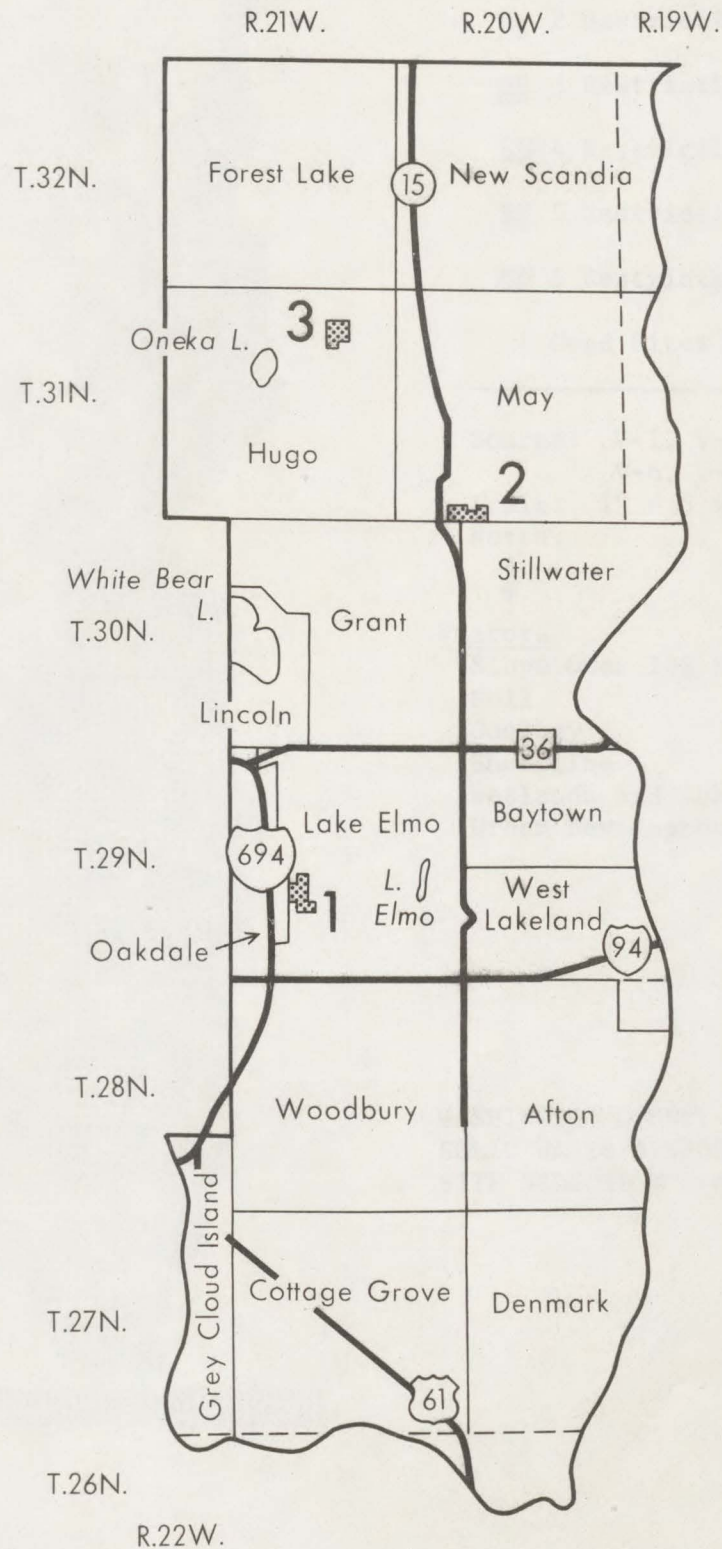 R.21W. R.20W. R.19W.
T.32N. Forest Lake 15 New Scandia
3
Oneka L.
T.31N. May
Hugo
2
White Bear L. Stillwater
T.30N. Grant
Lincoln
36
Lake Elmo Baytown
T.29N. 694
L. Elmo West Lakeland
1
Oakdale 94
T.28N. Woodbury Afton
Grey Cloud Island
Cottage Grove Denmark
T.27N.
61
T.26N.
R.22W.